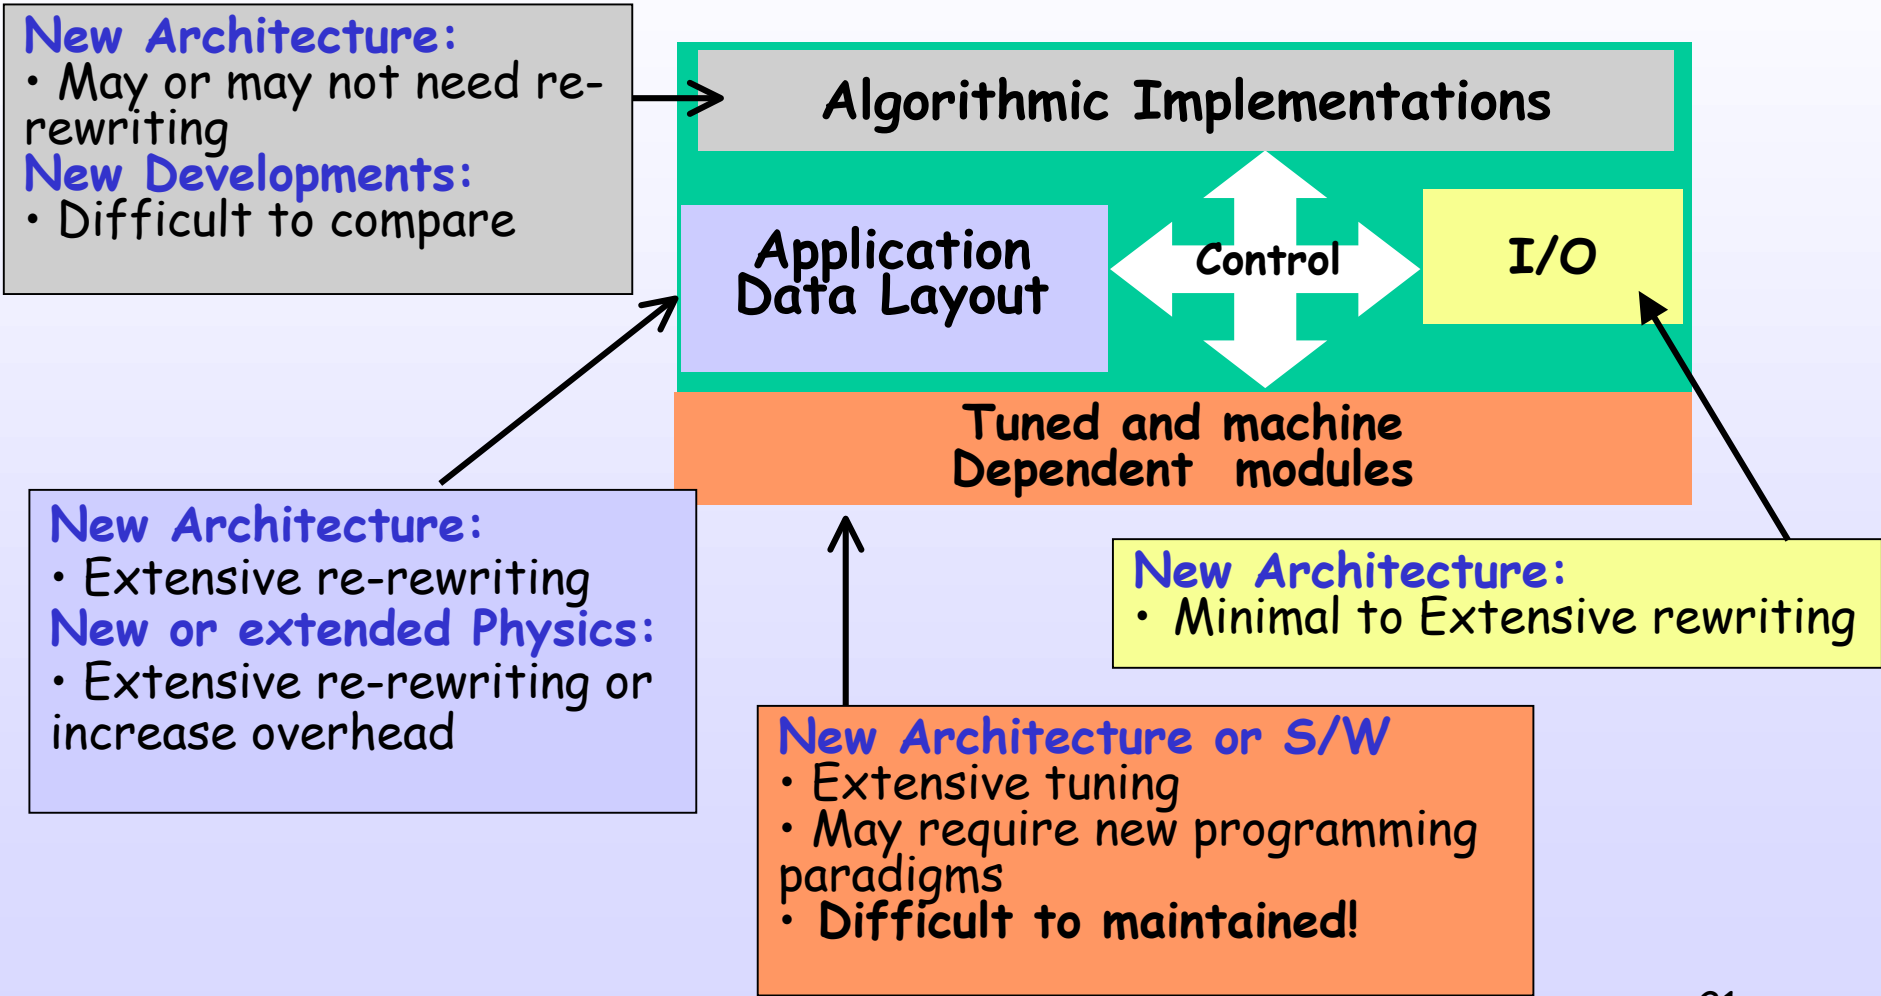 New Architecture:
• May or may not need re-
rewriting
New Developments:
• Difficult to compare
Algorithmic Implementations
Application
Data Layout
Control
I/O
Tuned and machine
Dependent modules
New Architecture:
• Extensive re-rewriting
New or extended Physics:
• Extensive re-rewriting or
increase overhead
New Architecture:
• Minimal to Extensive rewriting
New Architecture or S/W
• Extensive tuning
• May require new programming
paradigms
• Difficult to maintained!